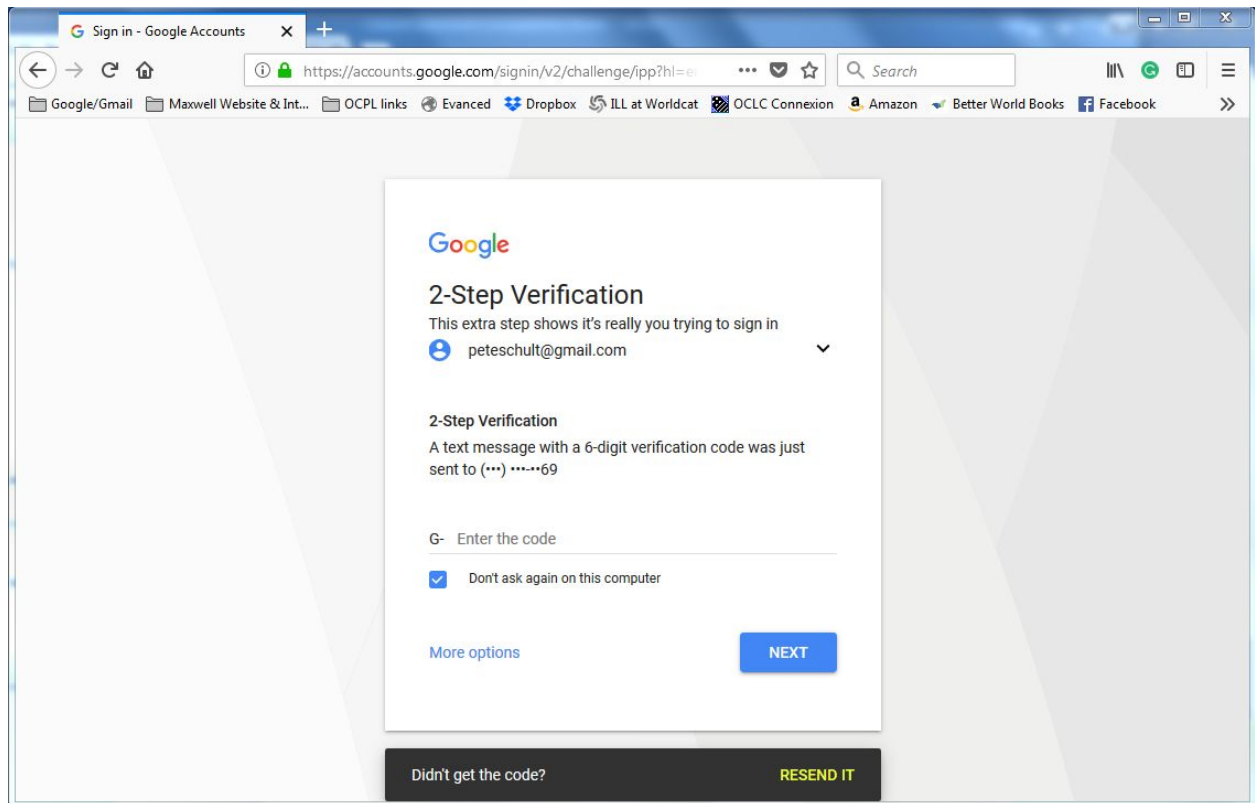 Sign in - Google Accounts
https://accounts.google.com/signin/v2/challenge/ipp?hl=e
Search
Google/Gmail Maxwell Website & Int... OCPL links Evanced Dropbox ILL at Worldcat OCLC Connexion Amazon Better World Books Facebook
Google
2-Step Verification
This extra step shows it's really you trying to sign in
peteschult@gmail.com
2-Step Verification
A text message with a 6-digit verification code was just
sent to (•••) •••-••69
G- Enter the code
Don't ask again on this computer
More options NEXT
Didn't get the code? RESEND IT